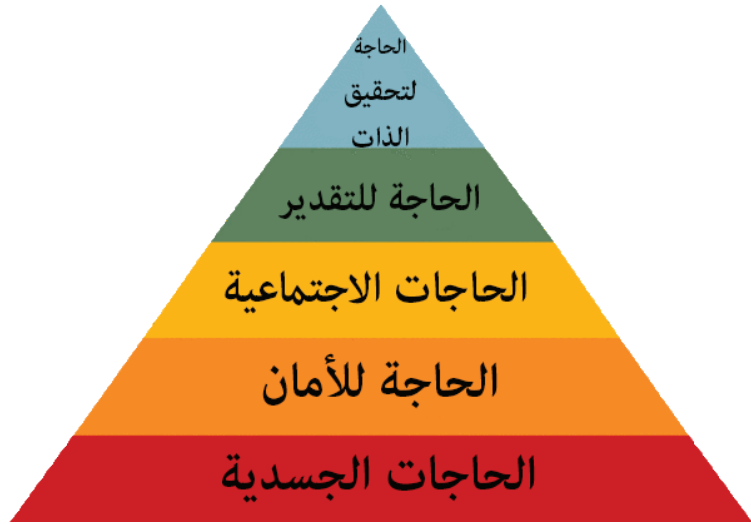 الحاجة
لتحقيق
الذات
الحاجة للتقدير
الحاجات الاجتماعية
الحاجة للأمان
الحاجات الجسدية